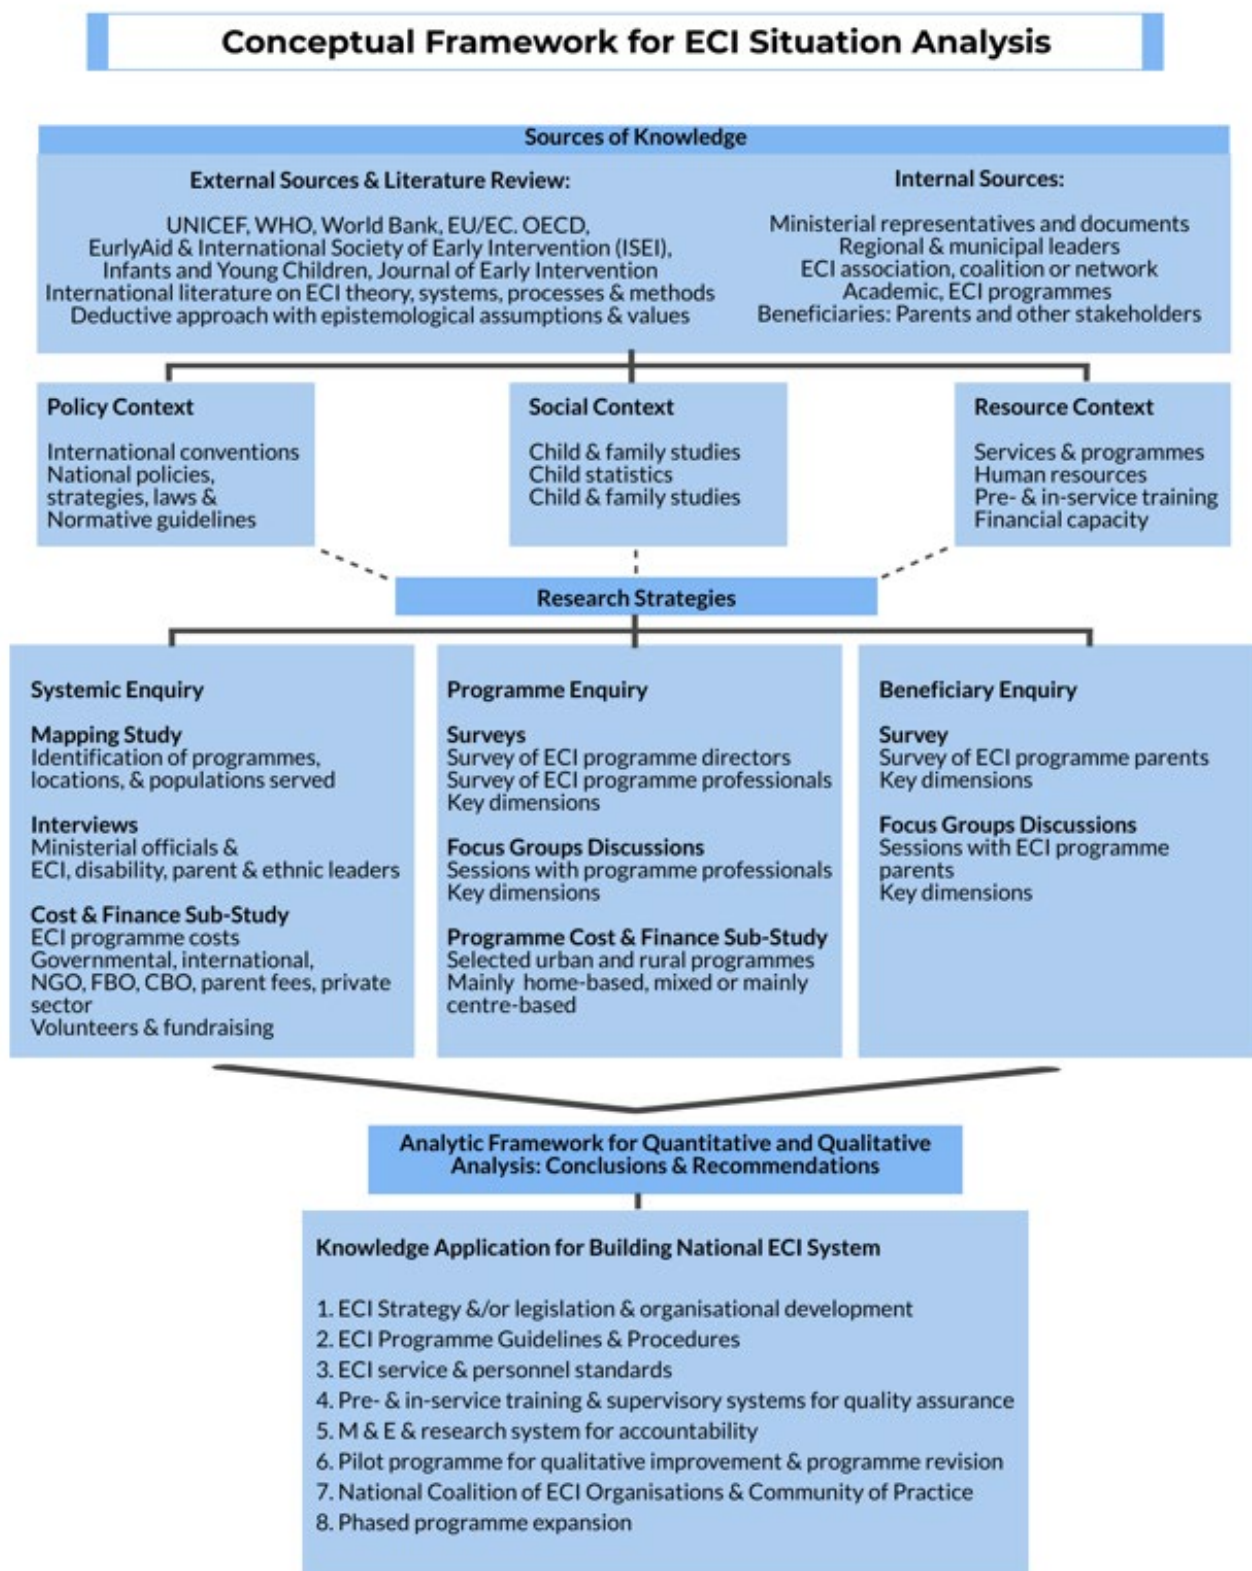 Conceptual Framework for ECI Situation Analysis
Sources of Knowledge
External Sources & Literature Review:
UNICEF, WHO, World Bank, EU/EC. OECD,
EurlyAid & International Society of Early Intervention (ISEI),
Infants and Young Children, Journal of Early Intervention
International literature on ECI theory, systems, processes & methods
Deductive approach with epistemological assumptions & values
Internal Sources:
Ministerial representatives and documents
Regional & municipal leaders
ECI association, coalition or network
Academic, ECI programmes
Beneficiaries: Parents and other stakeholders
Policy Context
International conventions
National policies,
strategies, laws &
Normative guidelines
Social Context
Child & family studies
Child statistics
Child & family studies
Resource Context
Services & programmes
Human resources
Pre- & in-service training
Financial capacity
Research Strategies
Systemic Enquiry
Mapping Study
Identification of programmes,
locations, & populations served
Interviews
Ministerial officials &
ECI, disability, parent & ethnic leaders
Cost & Finance Sub-Study
ECI programme costs
Governmental, international,
NGO, FBO, CBO, parent fees, private
sector
Volunteers & fundraising
Programme Enquiry
Surveys
Survey of ECI programme directors
Survey of ECI programme professionals
Key dimensions
Focus Groups Discussions
Sessions with programme professionals
Key dimensions
Programme Cost & Finance Sub-Study
Selected urban and rural programmes
Mainly home-based, mixed or mainly
centre-based
Beneficiary Enquiry
Survey
Survey of ECI programme parents
Key dimensions
Focus Groups Discussions
Sessions with ECI programme
parents
Key dimensions
Analytic Framework for Quantitative and Qualitative
Analysis: Conclusions & Recommendations
Knowledge Application for Building National ECI System
1. ECI Strategy &/or legislation & organisational development
2. ECI Programme Guidelines & Procedures
3. ECI service & personnel standards
4. Pre- & in-service training & supervisory systems for quality assurance
5. M & E & research system for accountability
6. Pilot programme for qualitative improvement & programme revision
7. National Coalition of ECI Organisations & Community of Practice
8. Phased programme expansion